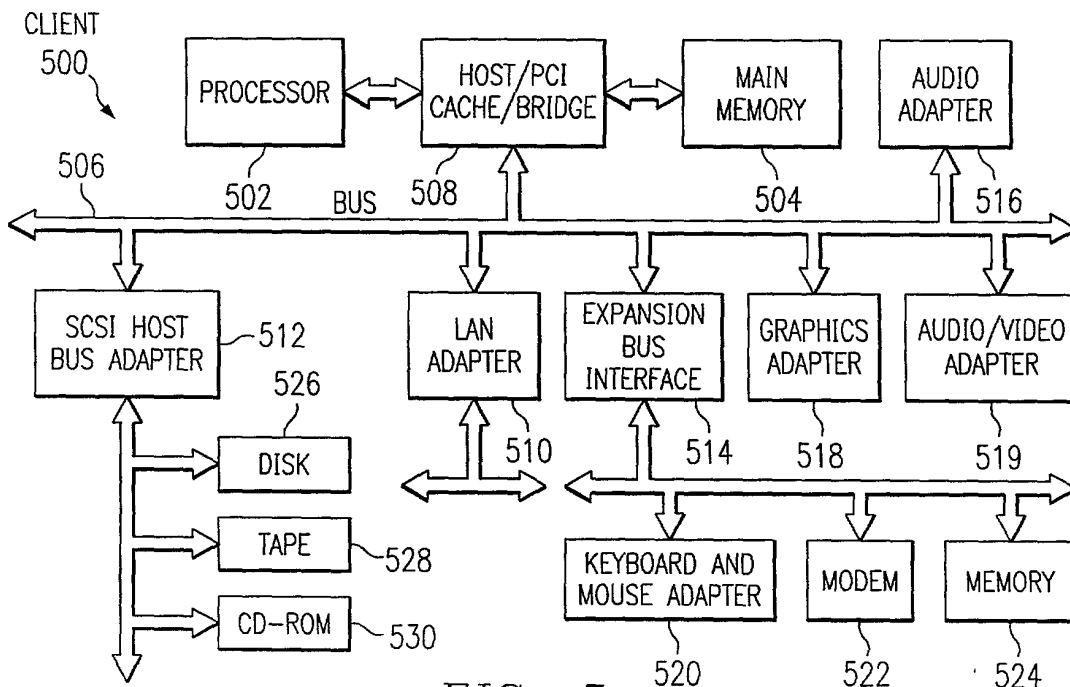 CLIENT
500
PROCESSOR
HOST/PCI
CACHE/BRIDGE
MAIN
MEMORY
AUDIO
ADAPTER
506
502
BUS
508
504
516
SCSI HOST
BUS ADAPTER
512
LAN
ADAPTER
EXPANSION
BUS
INTERFACE
GRAPHICS
ADAPTER
AUDIO/VIDEO
ADAPTER
526
510
514
518
519
DISK
TAPE
528
CD-ROM
530
KEYBOARD AND
MOUSE ADAPTER
MODEM
MEMORY
520
522
524